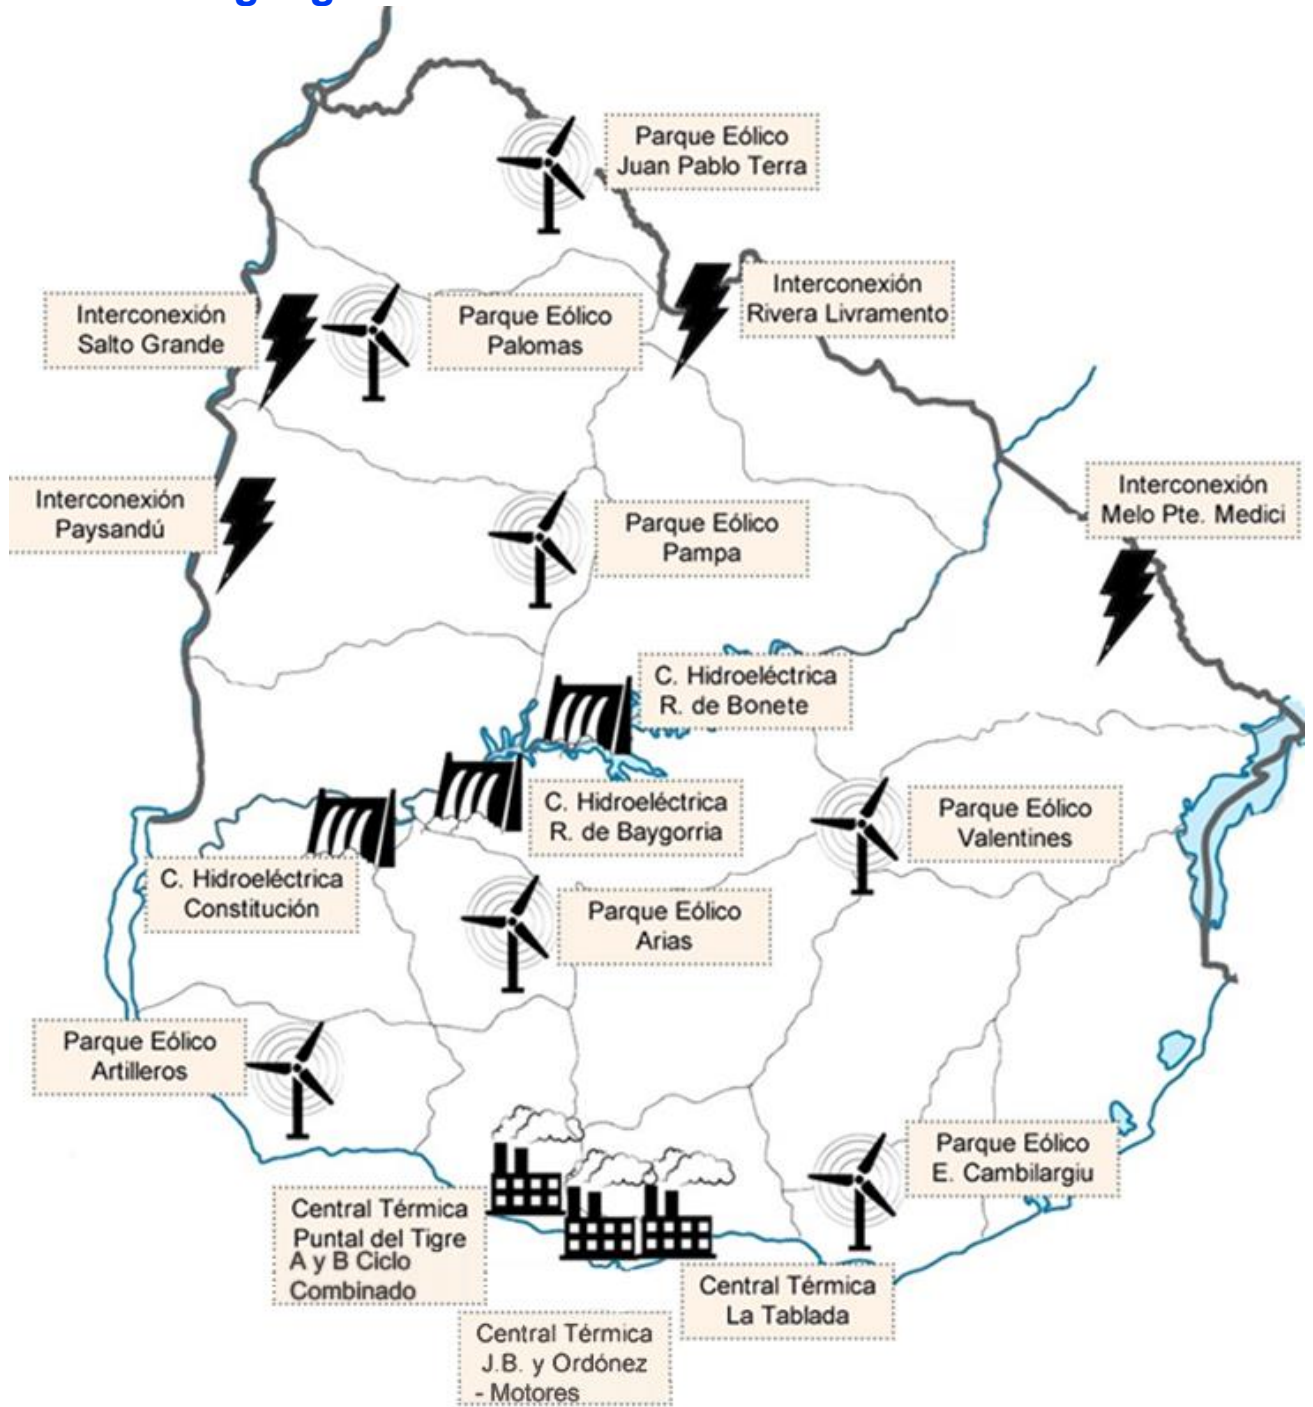 Parque Eólico
Juan Pablo Terra
Interconexión
Rivera Livramento
Interconexión
Salto Grande
Parque Eólico
Palomas
Interconexión
Melo Pte. Medici
Interconexión
Paysandú
Parque Eólico
Pampa
C. Hidroeléctrica
R. de Bonete
C. Hidroeléctrica
R. de Baygorria
Parque Eólico
Valentines
C. Hidroeléctrica
Constitución
Parque Eólico
Arias
Parque Eólico
Artilleros
Parque Eólico
E. Cambilargiu
Central Térmica
Puntal del Tigre
A y B Ciclo
Combinado
Central Térmica
La Tablada
Central Térmica
J.B. y Ordónez
- Motores